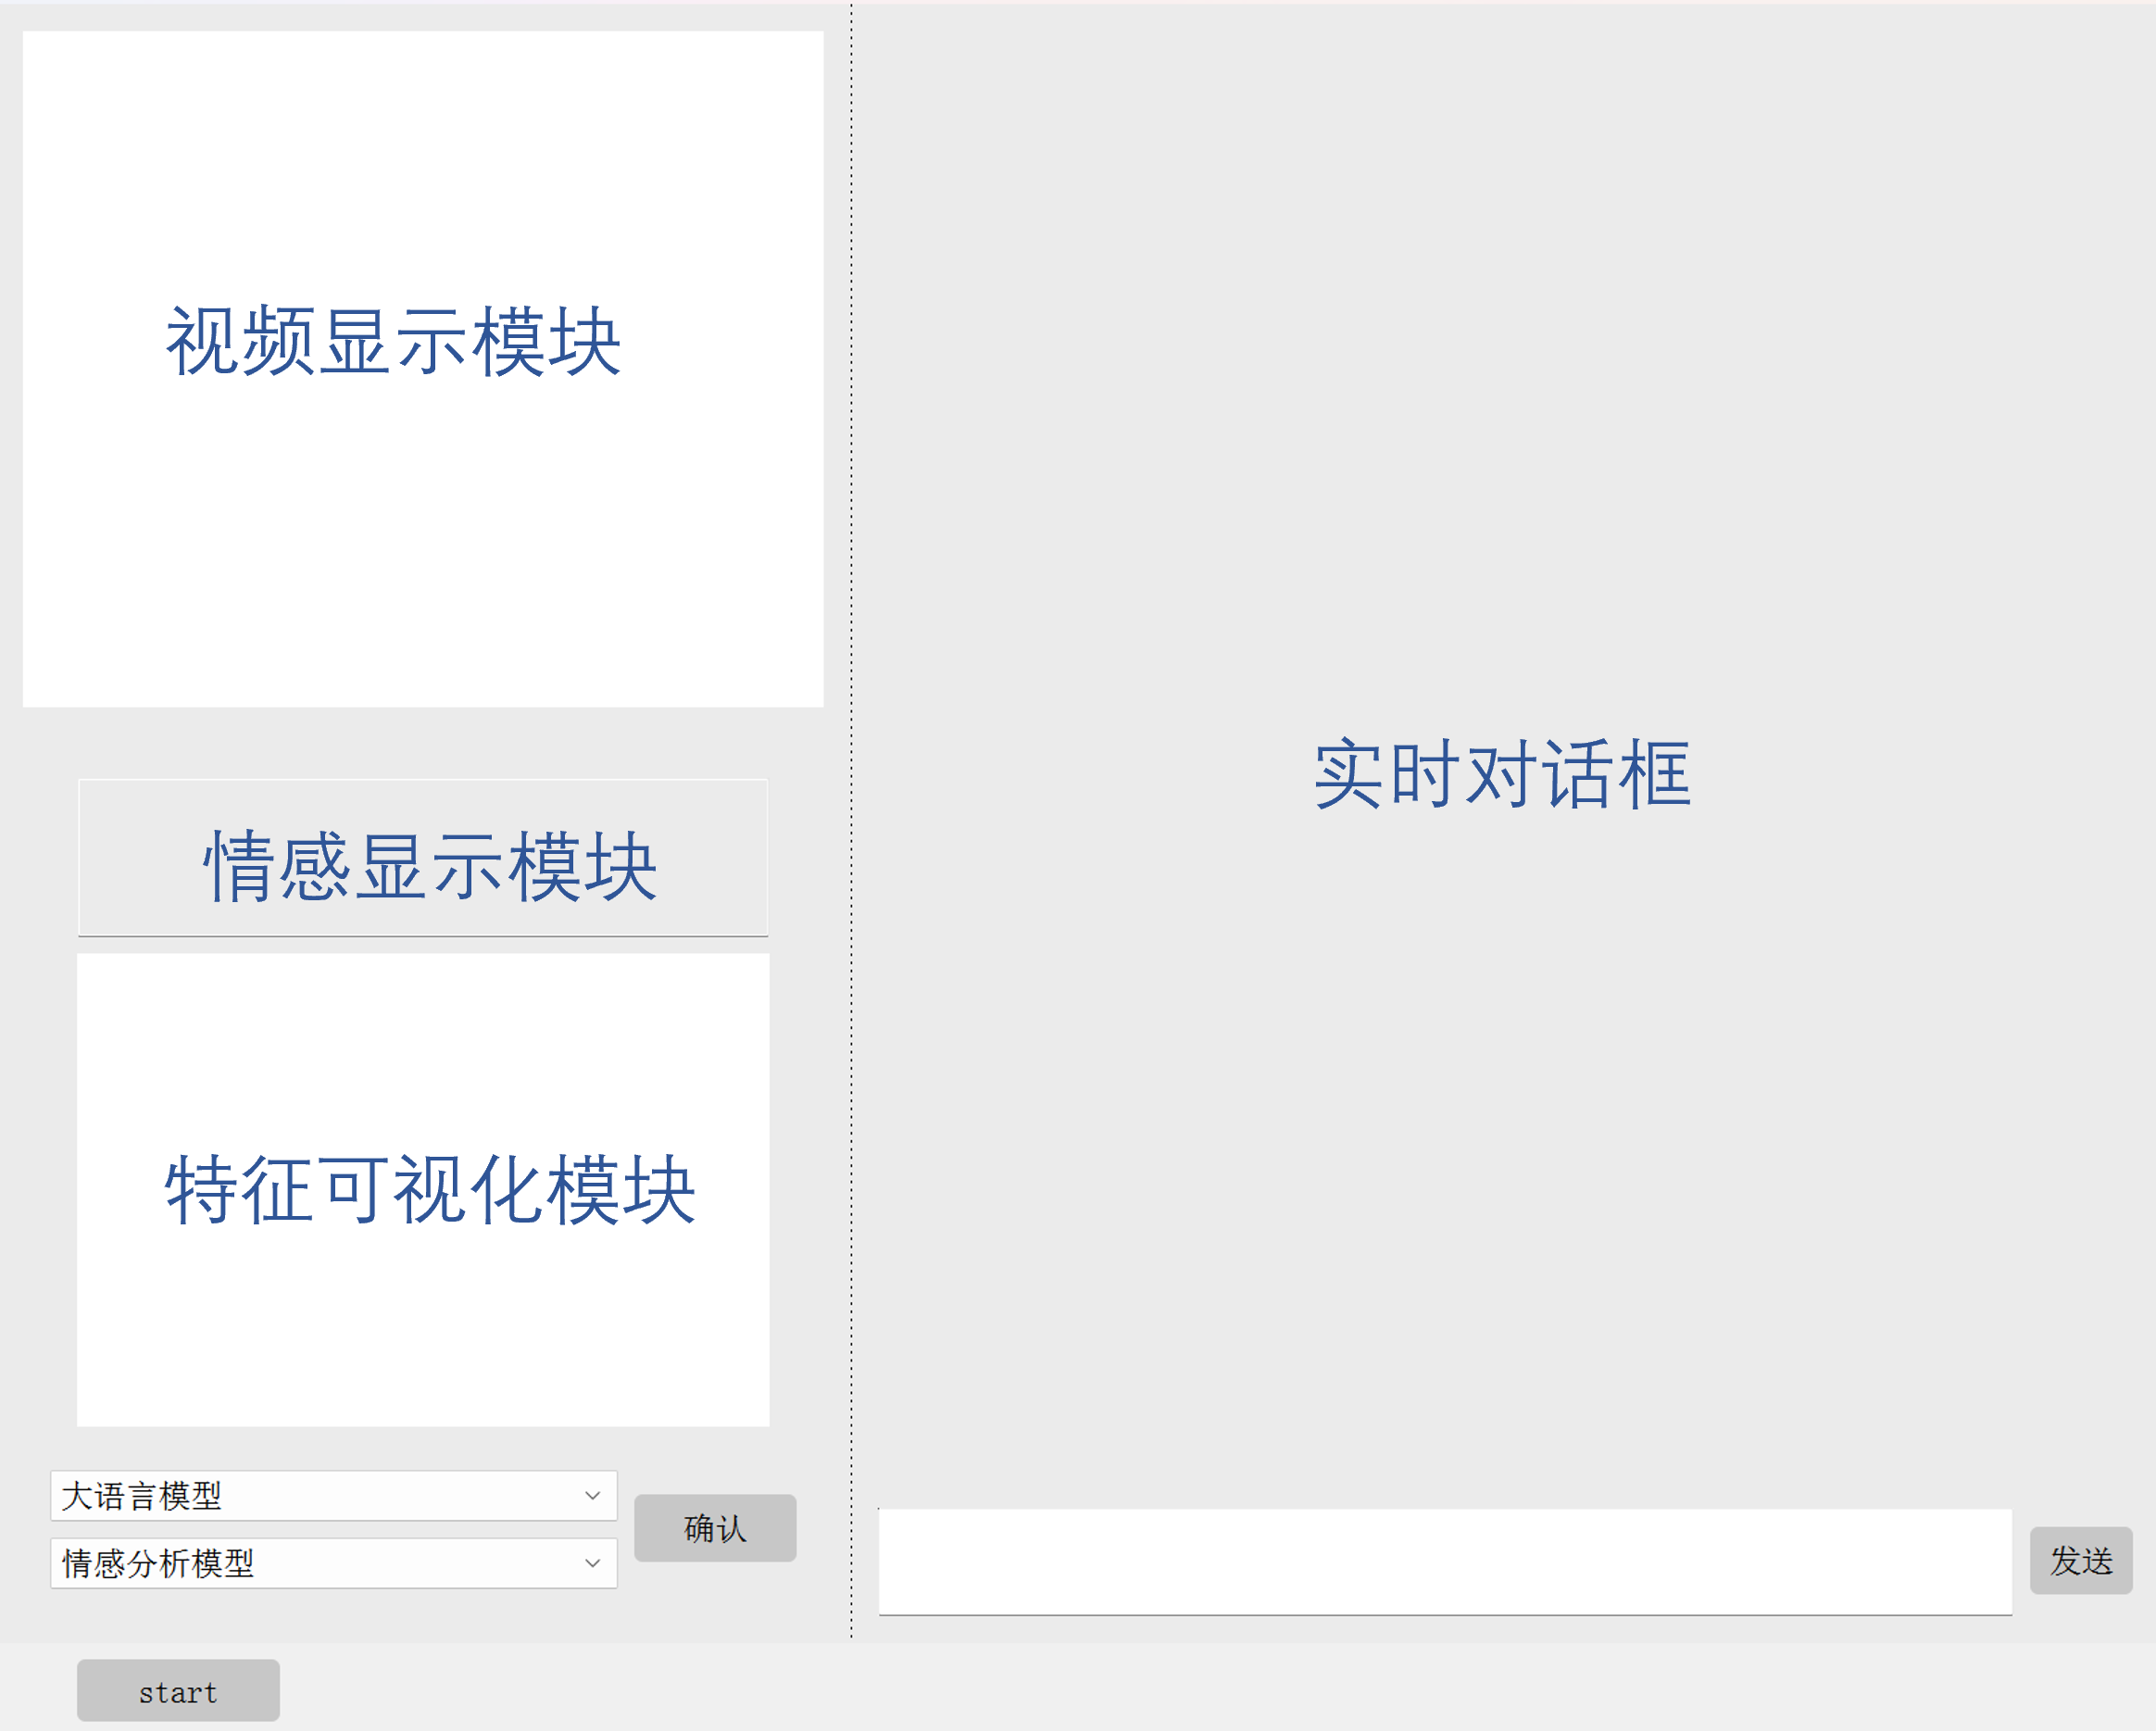 视频显示模块
情感显示模块
特征可视化模块
大语言模型
情感分析模型
确认
start
实时对话框
发送